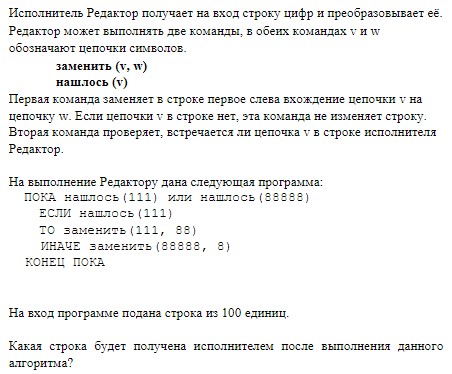 Исполнитель Редактор получает на вход строку цифр и преобразовывает её.
Редактор может выполнять две команды, в обеих командах v и w
обозначают цепочки символов.
заменить (v, w)
нашлось (v)
Первая команда заменяет в строке первое слева вхождение цепочки v на
цепочку w. Если цепочки v в строке нет, эта команда не изменяет строку.
Вторая команда проверяет, встречается ли цепочка v в строке исполнителя
Редактор.
На выполнение Редактору дана следующая программа:
ПОКА нашлось(111) или нашлось(88888)
ЕСЛИ нашлось(111)
ТО заменить(111, 88)
ИНАЧЕ заменить(88888, 8)
КОНЕЦ ПОКА
На вход программе подана строка из 100 единиц.
Какая строка будет получена исполнителем после выполнения данного
алгоритма?